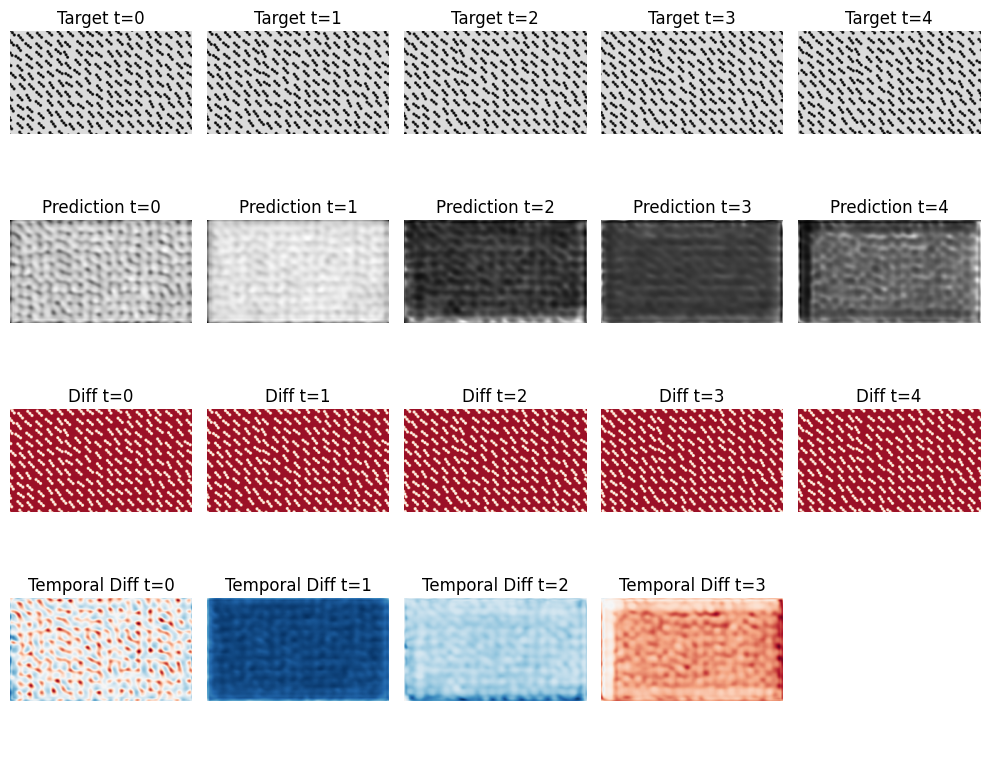 Target t=0 Target t=1 Target t=2 Target t=3 Target t=4
Prediction t=0 Prediction t=1 Prediction t=2 Prediction t=3 Prediction t=4
Diff t=0 Diff t=1 Diff t=2 Diff t=3 Diff t=4
Temporal Diff t=0 Temporal Diff t=1 Temporal Diff t=2 Temporal Diff t=3